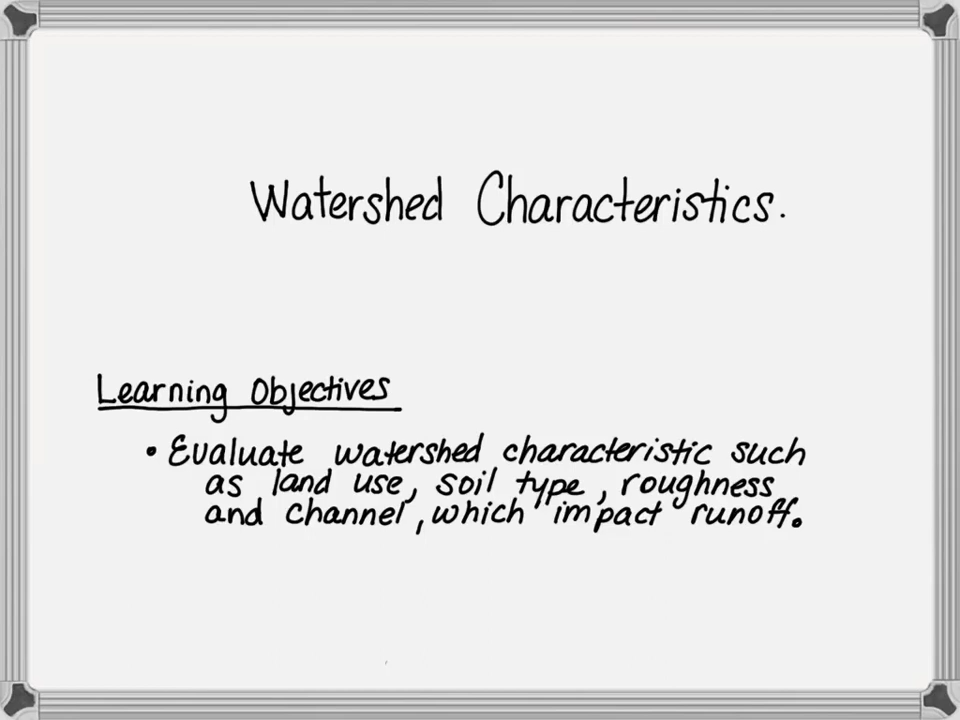 Watershed Characteristics.
Learning Objectives
• Evaluate watershed characteristic such
as land use, soil type, roughness
and channel, which impact runoff.